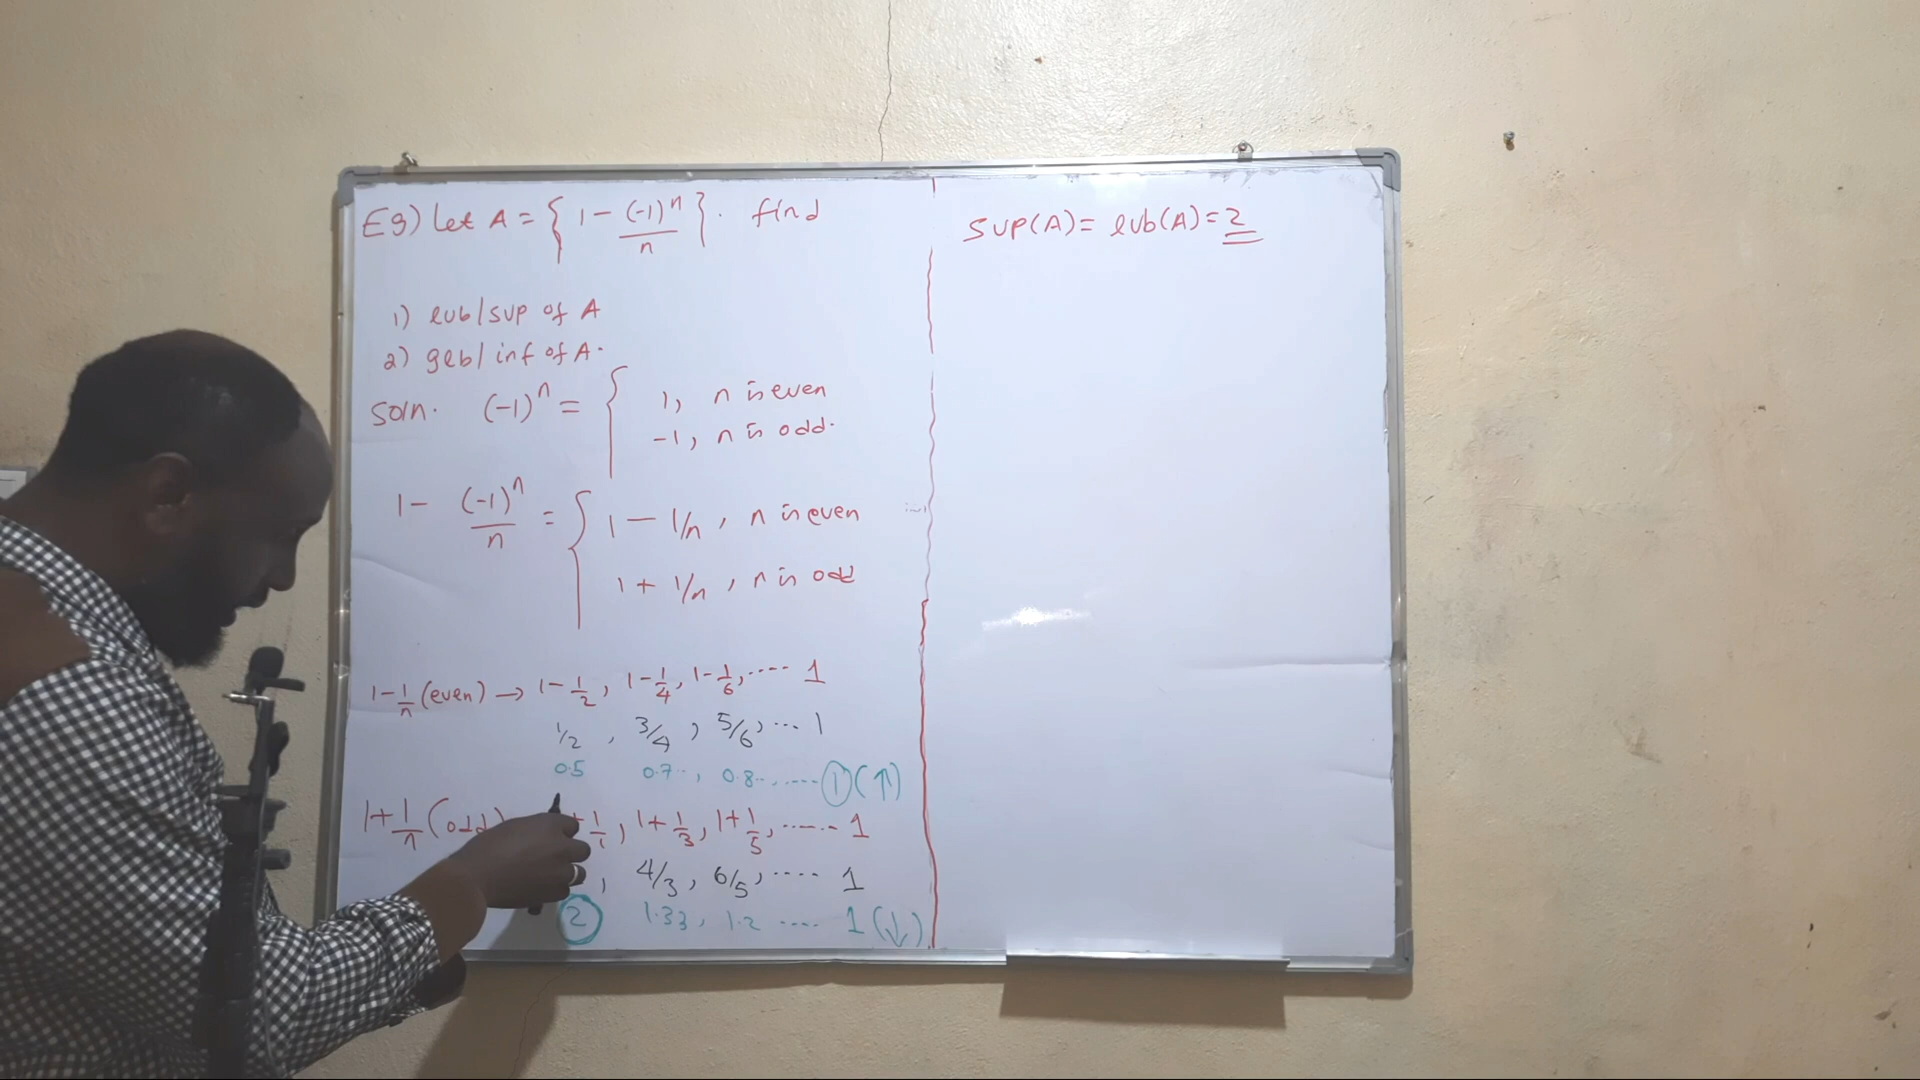 Eg) Let A = { 1 - (-1)^n / n }. find
1) lub/sup of A
2) glb/inf of A.
Soln. (-1)^n = { 1, n is even
-1, n is odd.
1 - (-1)^n / n = { 1 - 1/n, n is even
1 + 1/n, n is odd
1 - 1/n (even) → 1 - 1/2, 1 - 1/4, 1 - 1/6, .... 1
1/2, 3/4, 5/6, ... 1
0.5 0.7.., 0.8.., .... 1 (↑)
1 + 1/n (odd) + 1/1, 1 + 1/3, 1 + 1/5, ...... 1
, 4/3, 6/5, .... 1
2 1.33, 1.2 .... 1 (↓)
Sup(A) = lub(A) = 2